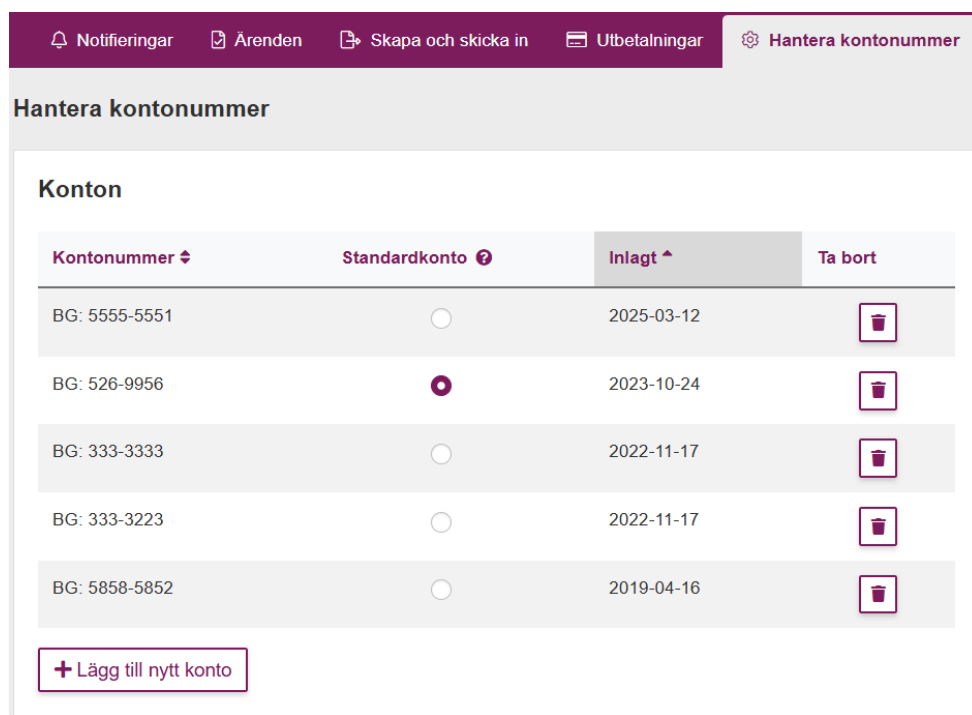 Notifieringar Ärenden Skapa och skicka in Utbetalningar Hantera kontonummer
Hantera kontonummer
Konton
Kontonummer Standardkonto ? Inlagt Ta bort
BG: 5555-5551 2025-03-12
BG: 526-9956 2023-10-24
BG: 333-3333 2022-11-17
BG: 333-3223 2022-11-17
BG: 5858-5852 2019-04-16
+ Lägg till nytt konto